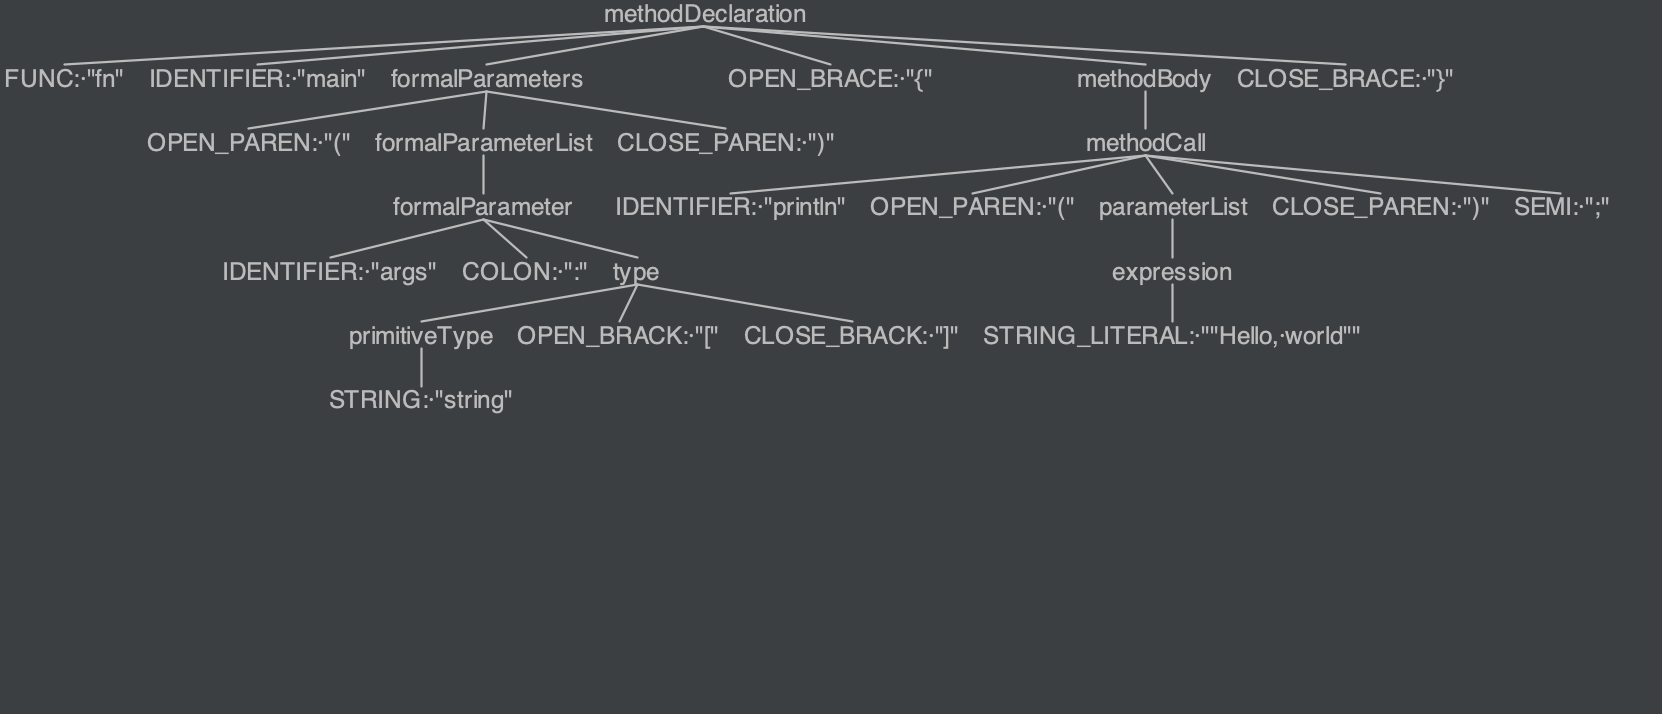 methodDeclaration
FUNC:·"fn" IDENTIFIER:·"main" formalParameters OPEN_BRACE:·"{" methodBody CLOSE_BRACE:·"}"
OPEN_PAREN:·"(" formalParameterList CLOSE_PAREN:·")" methodCall
formalParameter IDENTIFIER:·"println" OPEN_PAREN:·"(" parameterList CLOSE_PAREN:·")" SEMI:·";"
IDENTIFIER:·"args" COLON:·":" type expression
primitiveType OPEN_BRACK:·"[" CLOSE_BRACK:·"]" STRING_LITERAL:·""Hello,·world""
STRING:·"string"